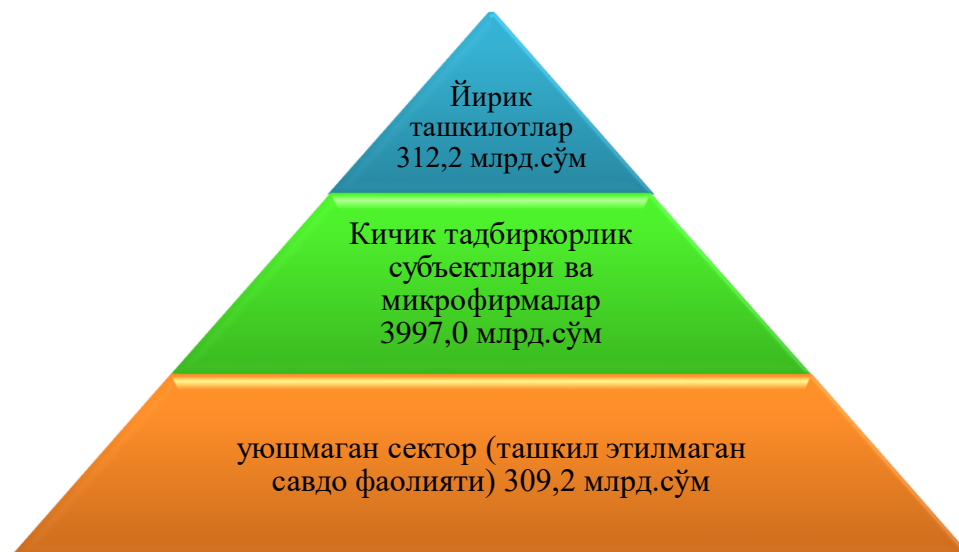 Йирик
ташкилотлар
312,2 млрд.сўм
Кичик тадбиркорлик
субъектлари ва
микрофирмалар
3997,0 млрд.сўм
уюшмаган сектор (ташкил этилмаган
савдо фаолияти) 309,2 млрд.сўм